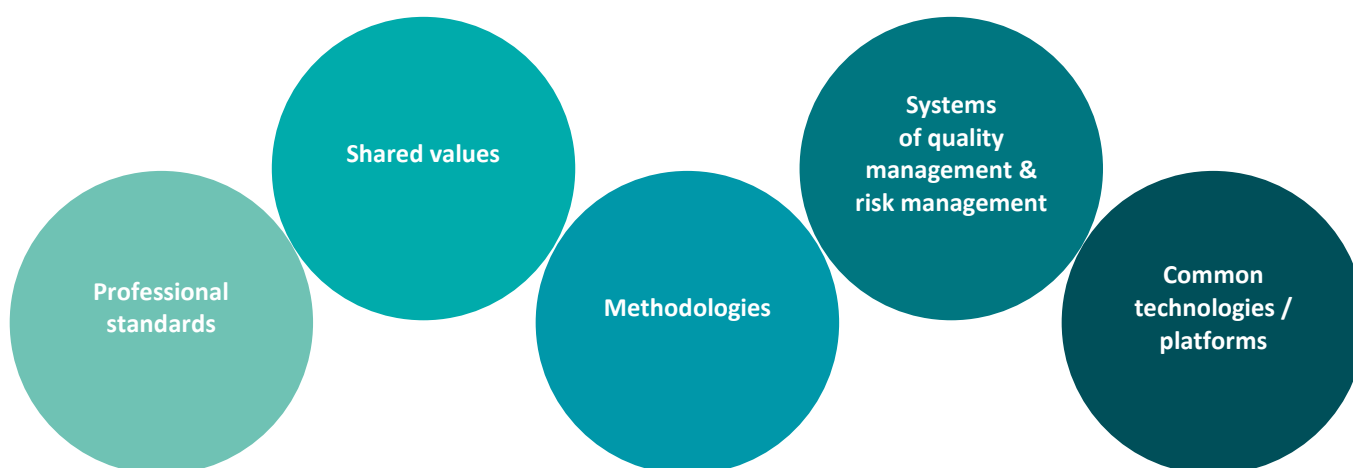 Professional
standards
Shared values
Methodologies
Systems
of quality
management &
risk management
Common
technologies /
platforms